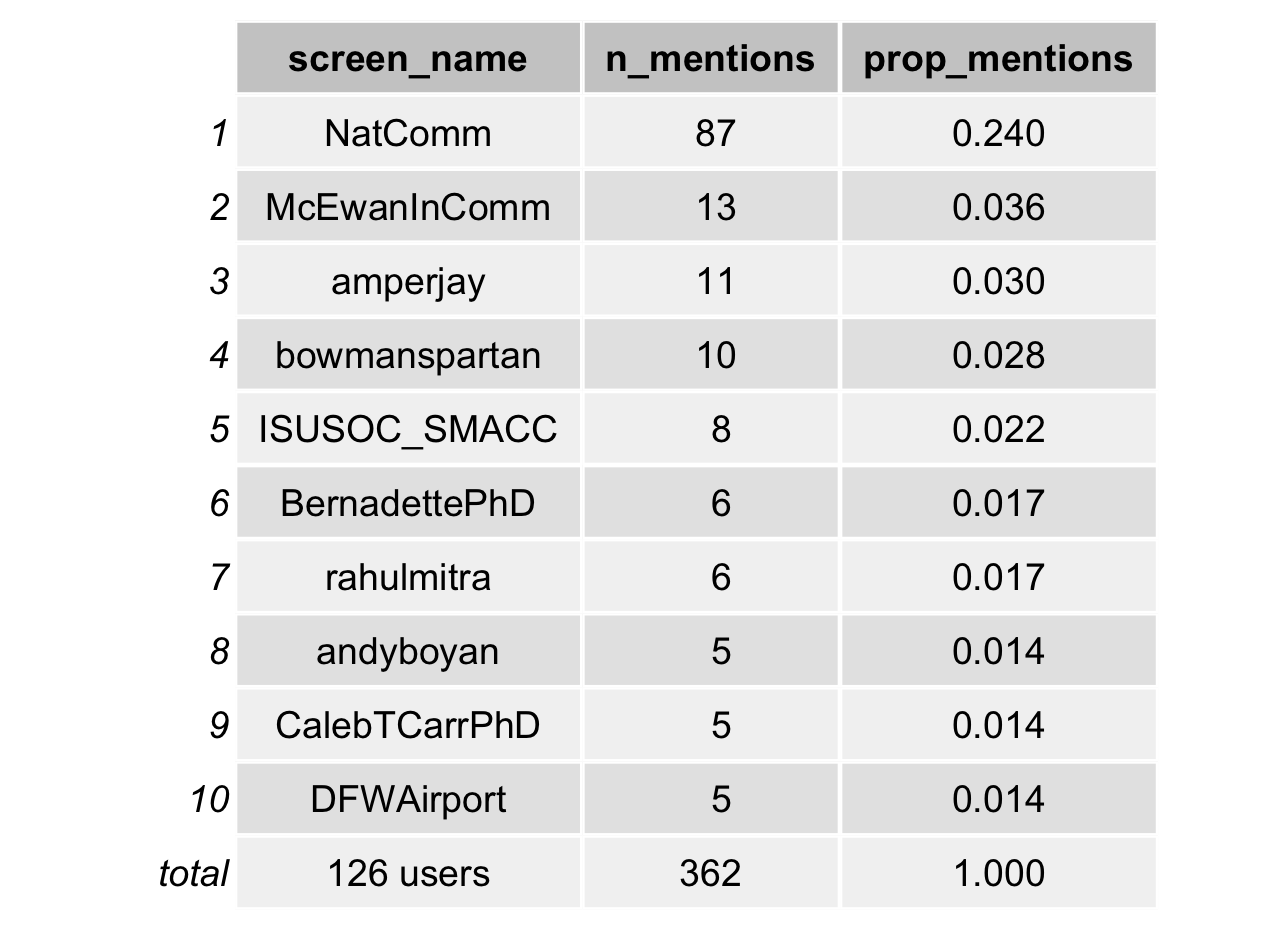 screen_name n_mentions prop_mentions
1 NatComm 87 0.240
2 McEwanInComm 13 0.036
3 amperjay 11 0.030
4 bowmanspartan 10 0.028
5 ISUSOC_SMACC 8 0.022
6 BernadettePhD 6 0.017
7 rahulmitra 6 0.017
8 andyboyan 5 0.014
9 CalebTCarrPhD 5 0.014
10 DFWAirport 5 0.014
total 126 users 362 1.000